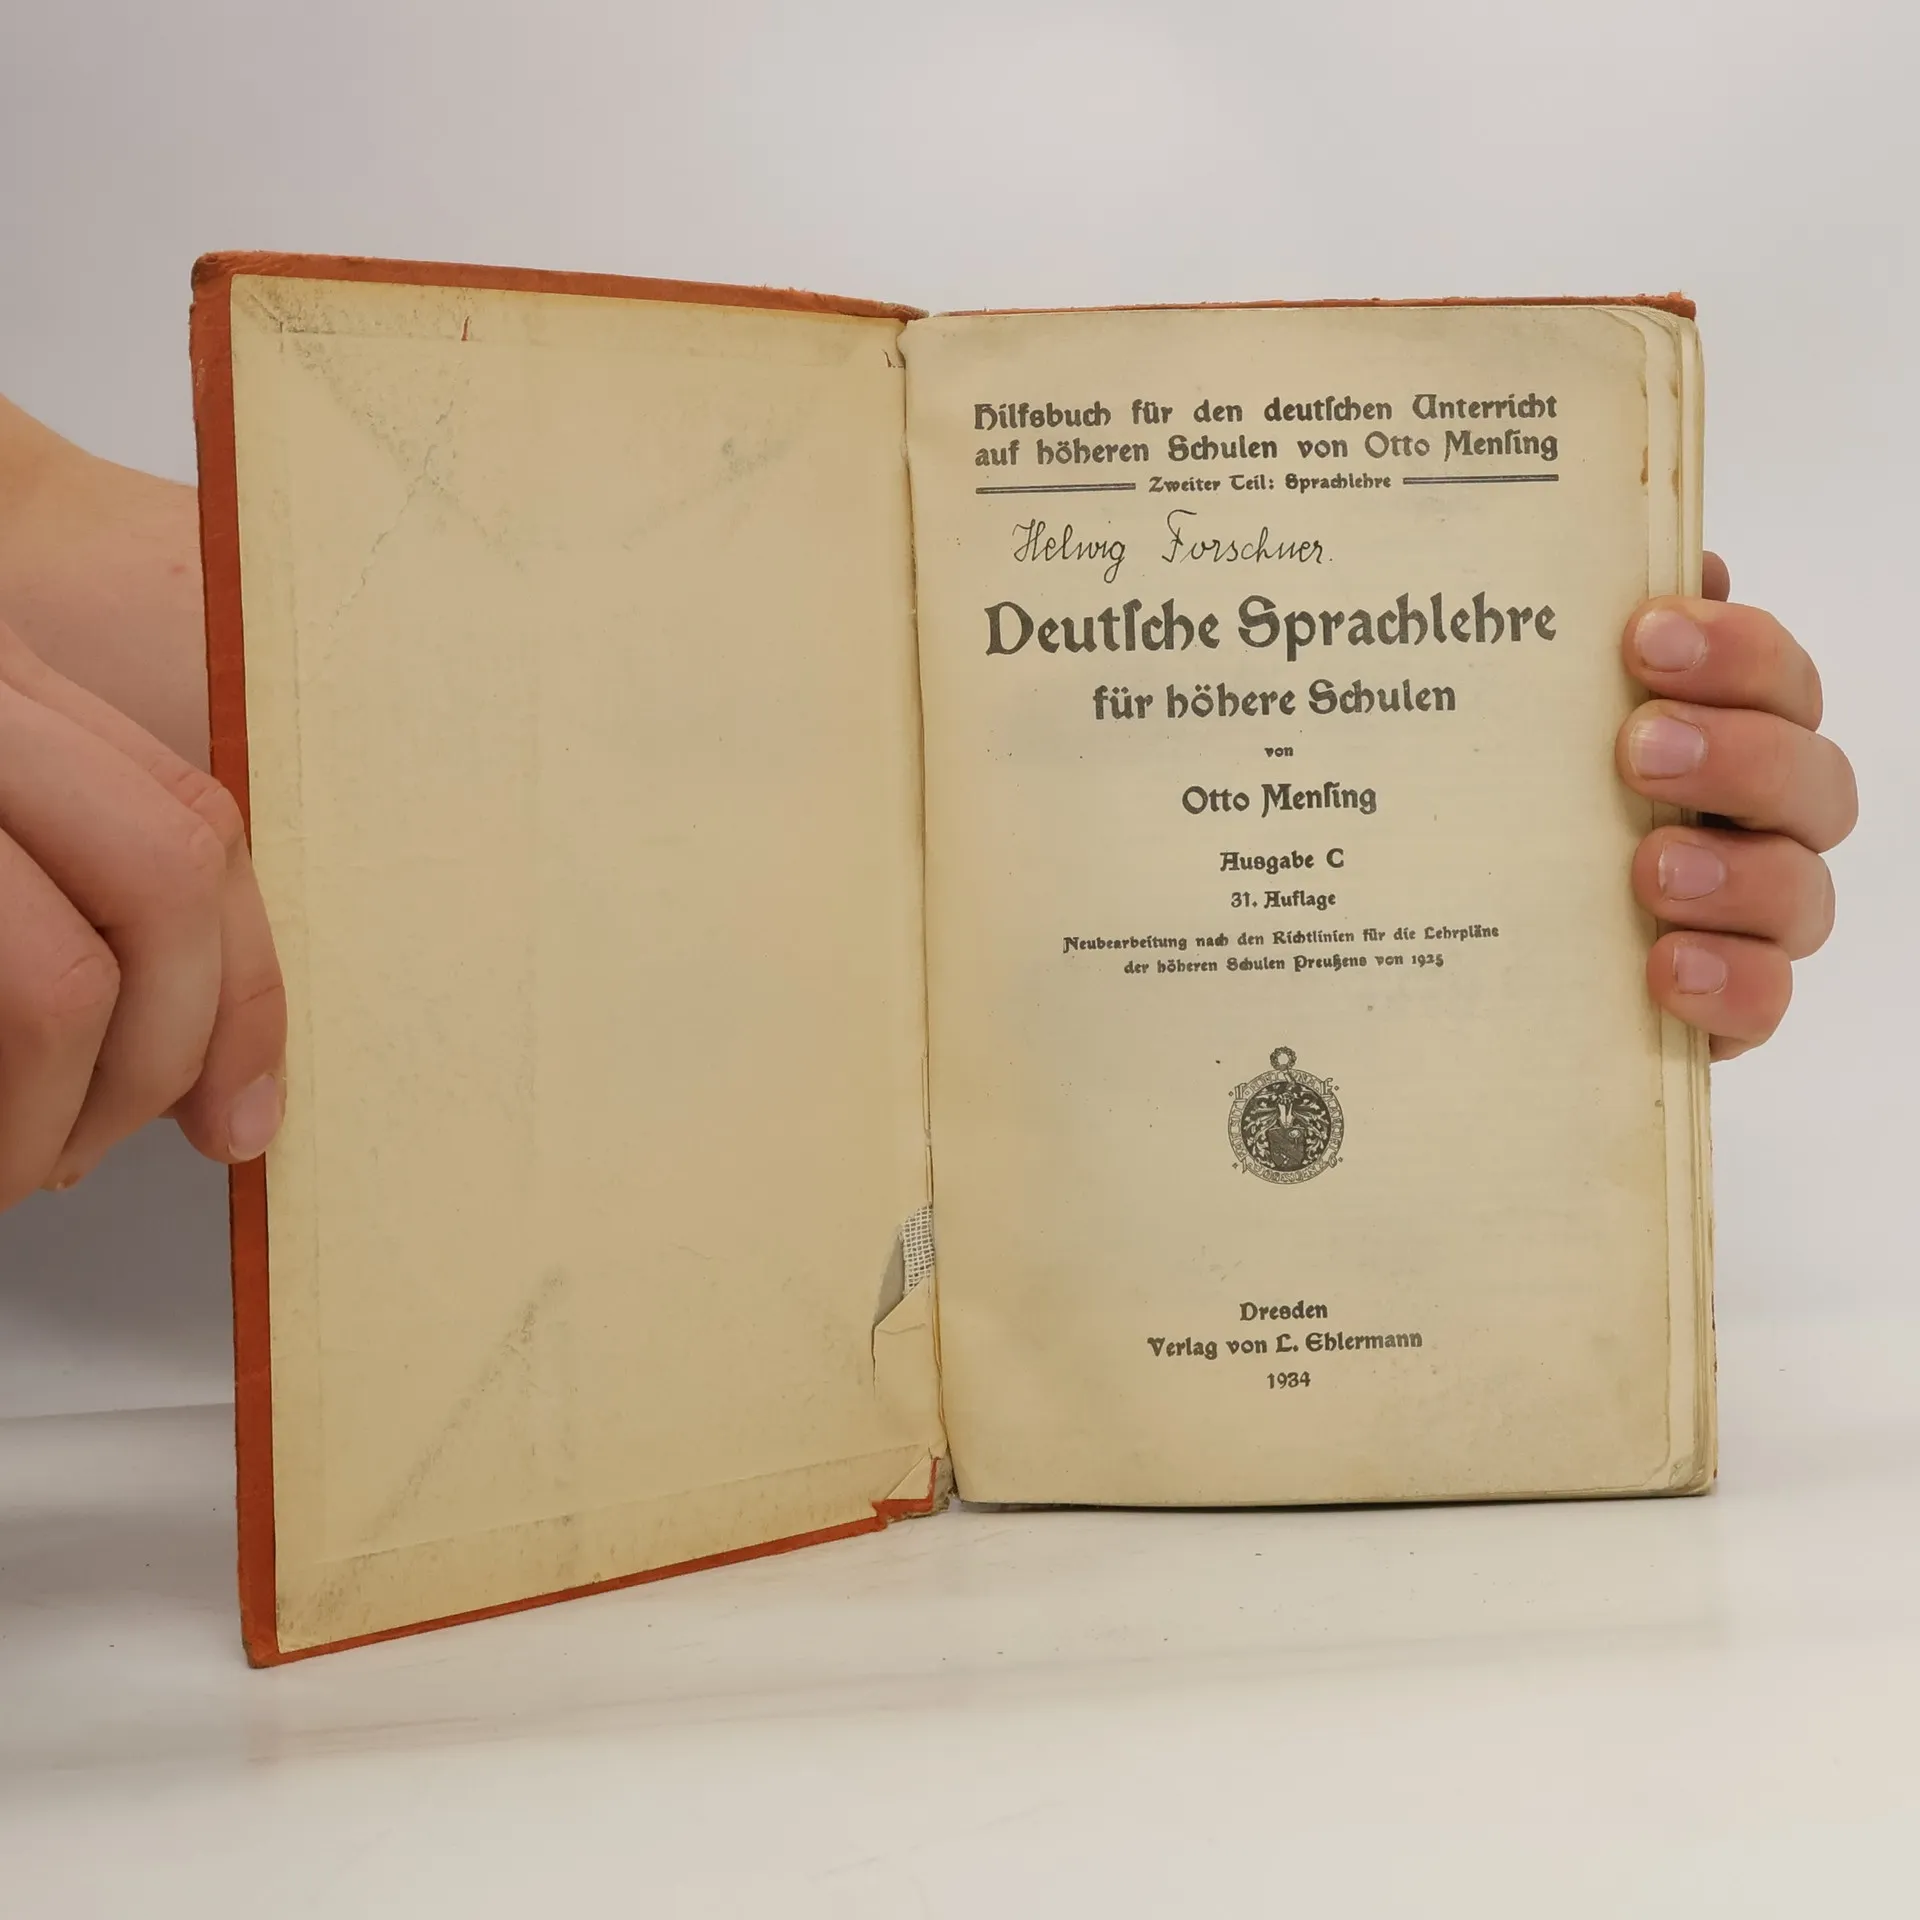 Hilfsbuch für den deutſchen Unterricht
auf höheren Schulen von Otto Menſing
Zweiter Teil: Sprachlehre
Helwig Forschner.
Deutſche Sprachlehre
für höhere Schulen
von
Otto Menſing
Ausgabe C
31. Auflage
Neubearbeitung nach den Richtlinien für die Lehrpläne
der höheren Schulen Preußens von 1925
Dresden
Verlag von L. Ehlermann
1934